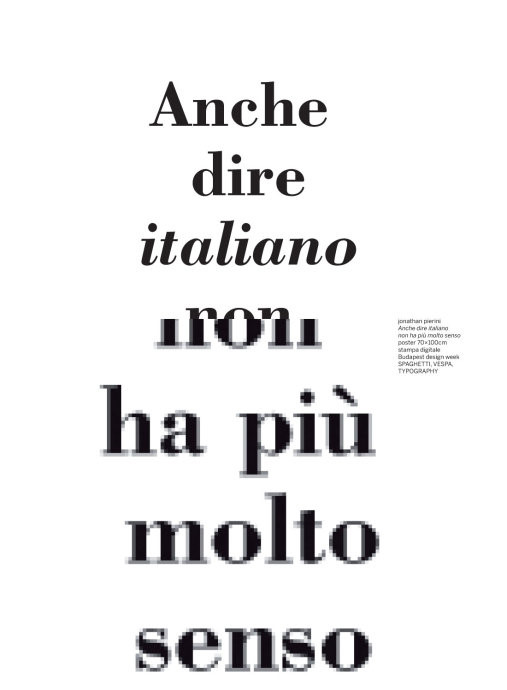 Anche
dire
italiano
non
ha più
molto
senso
jonathan pierini
Anche dire italiano
non ha più molto senso
poster 70×100cm
stampa digitale
Budapest design week
SPAGHETTI, VESPA,
TYPOGRAPHY